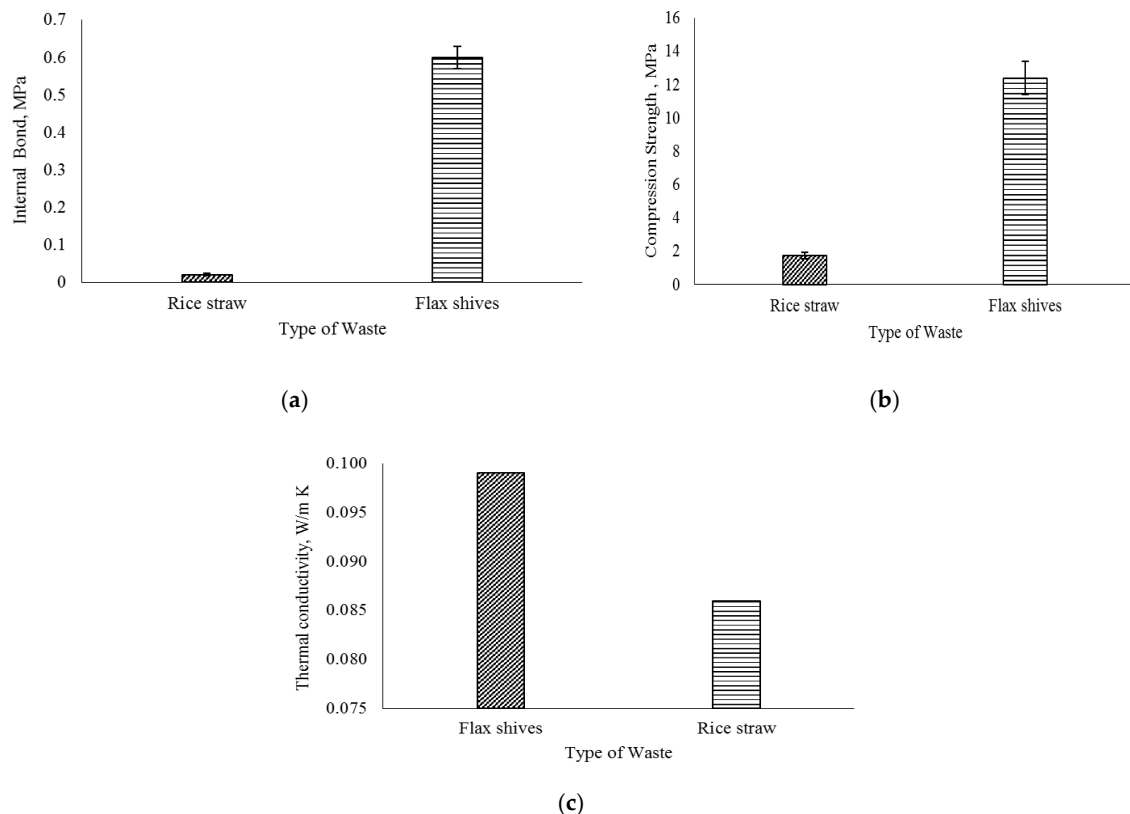 0.7
0.6
0.5
0.4
0.3
0.2
0.1
0
Internal Bond, MPa
Rice straw Flax shives
Type of Waste
(a)
16
14
12
10
8
6
4
2
0
Compression Strength , MPa
Rice straw Flax shives
Type of Waste
(b)
0.100
0.095
0.090
0.085
0.080
0.075
Thermal conductivity, W/m K
Flax shives Rice straw
Type of Waste
(c)